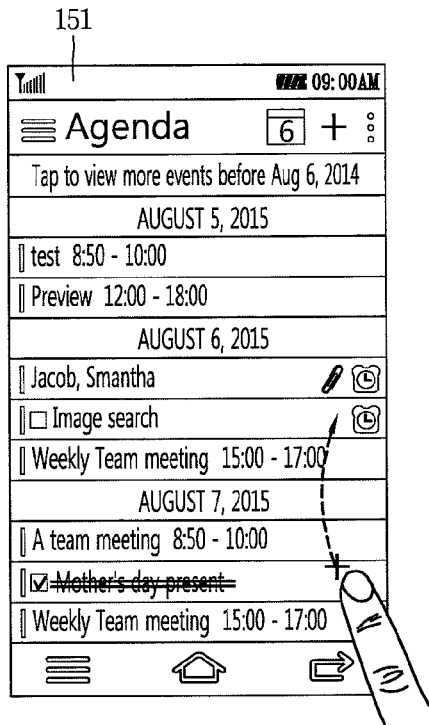 151
09:00AM
Agenda 6 +
Tap to view more events before Aug 6, 2014
AUGUST 5, 2015
test 8:50 - 10:00
Preview 12:00 - 18:00
AUGUST 6, 2015
Jacob, Smantha
Image search
Weekly Team meeting 15:00 - 17:00
AUGUST 7, 2015
A team meeting 8:50 - 10:00
Mother's day present
Weekly Team meeting 15:00 - 17:00